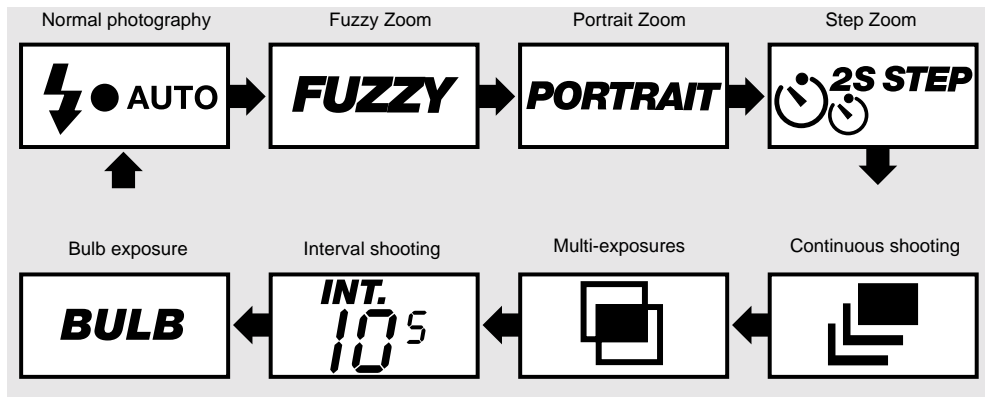 Normal photography Fuzzy Zoom Portrait Zoom Step Zoom
AUTO FUZZY PORTRAIT 2S STEP
Bulb exposure Interval shooting Multi-exposures Continuous shooting
BULB INT.
10s